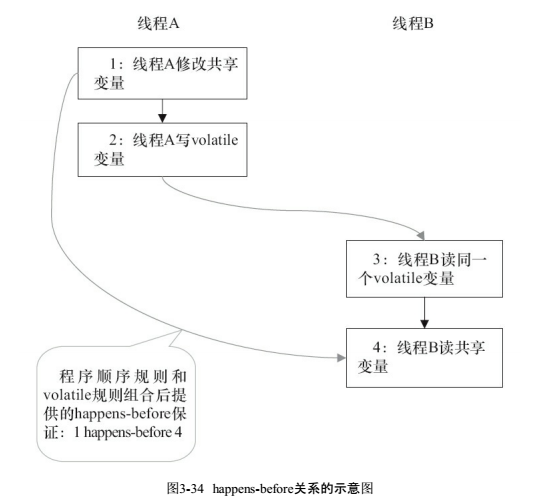 线程A
线程B
1：线程A修改共享
变量
2：线程A写volatile
变量
3：线程B读同一
个volatile变量
4：线程B读共享
变量
程序顺序规则和
volatile规则组合后提
供的happens-before保
证：1 happens-before 4
图3-34 happens-before关系的示意图